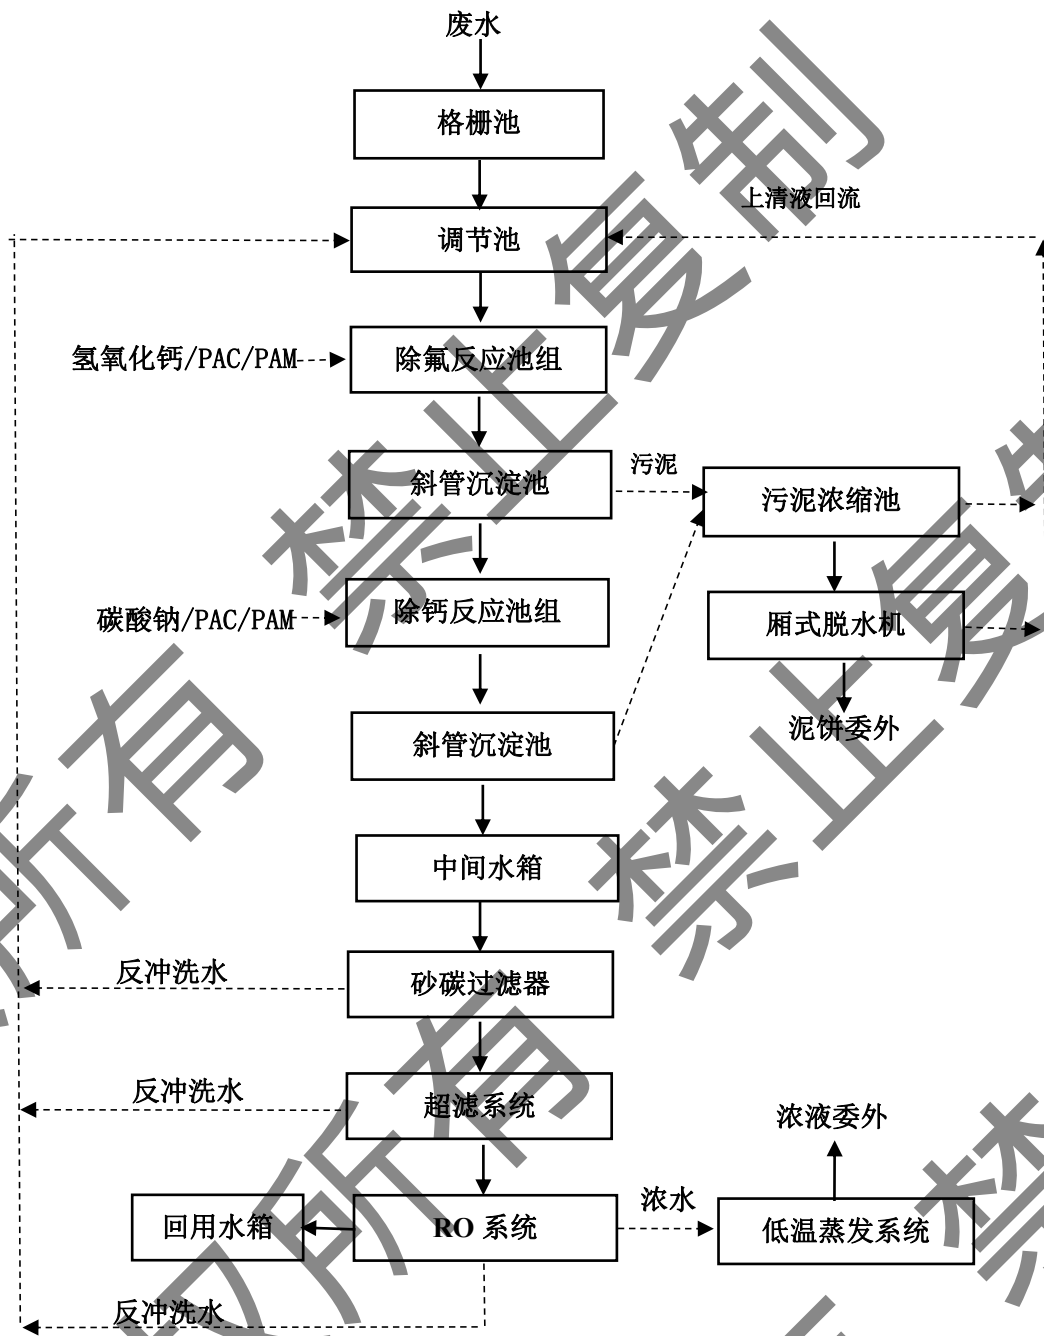 废水
格栅池
上清液回流
调节池
氢氧化钙/PAC/PAM
除氟反应池组
斜管沉淀池
污泥
污泥浓缩池
碳酸钠/PAC/PAM
除钙反应池组
厢式脱水机
斜管沉淀池
泥饼委外
中间水箱
反冲洗水
砂碳过滤器
反冲洗水
超滤系统
浓液委外
回用水箱
RO 系统
浓水
低温蒸发系统
反冲洗水
所有 禁止复制
权所有 禁止复制
禁